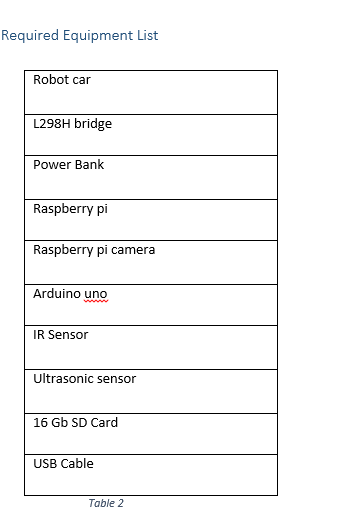 Required Equipment List
Robot car
L298H bridge
Power Bank
Raspberry pi
Raspberry pi camera
Arduino uno
IR Sensor
Ultrasonic sensor
16 Gb SD Card
USB Cable
Table 2